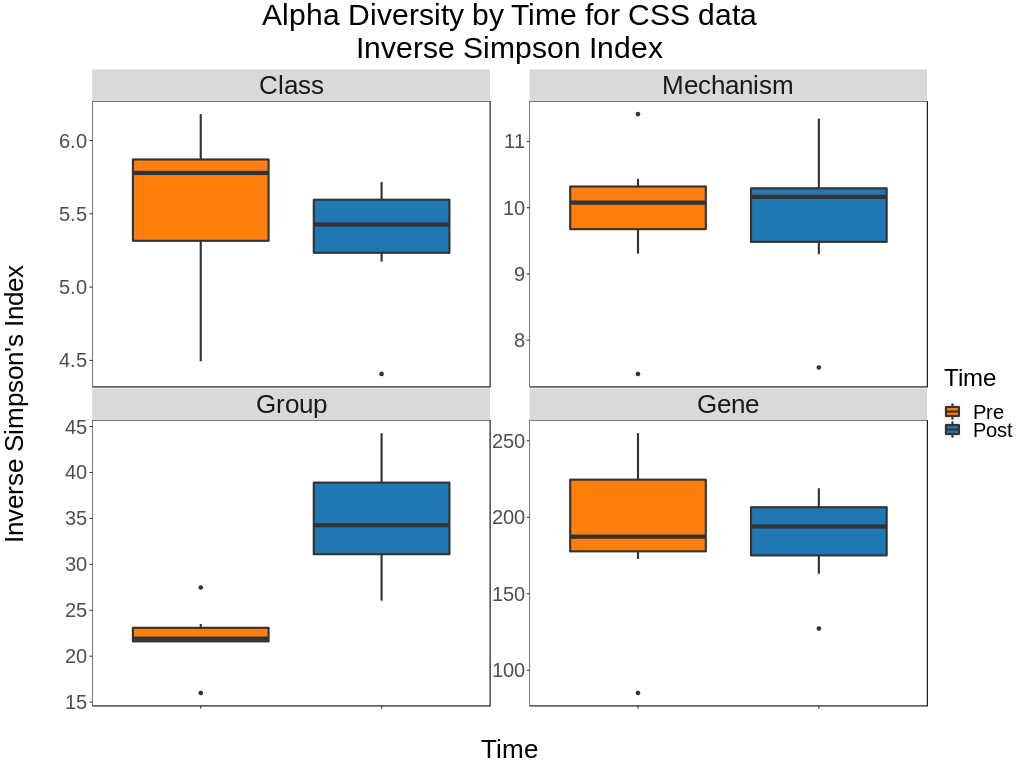 Alpha Diversity by Time for CSS data
Inverse Simpson Index
Class
Mechanism
6.0
5.5
5.0
4.5
11
10
9
8
Group
Gene
45
40
35
30
25
20
15
250
200
150
100
Inverse Simpson's Index
Time
Time
Pre
Post